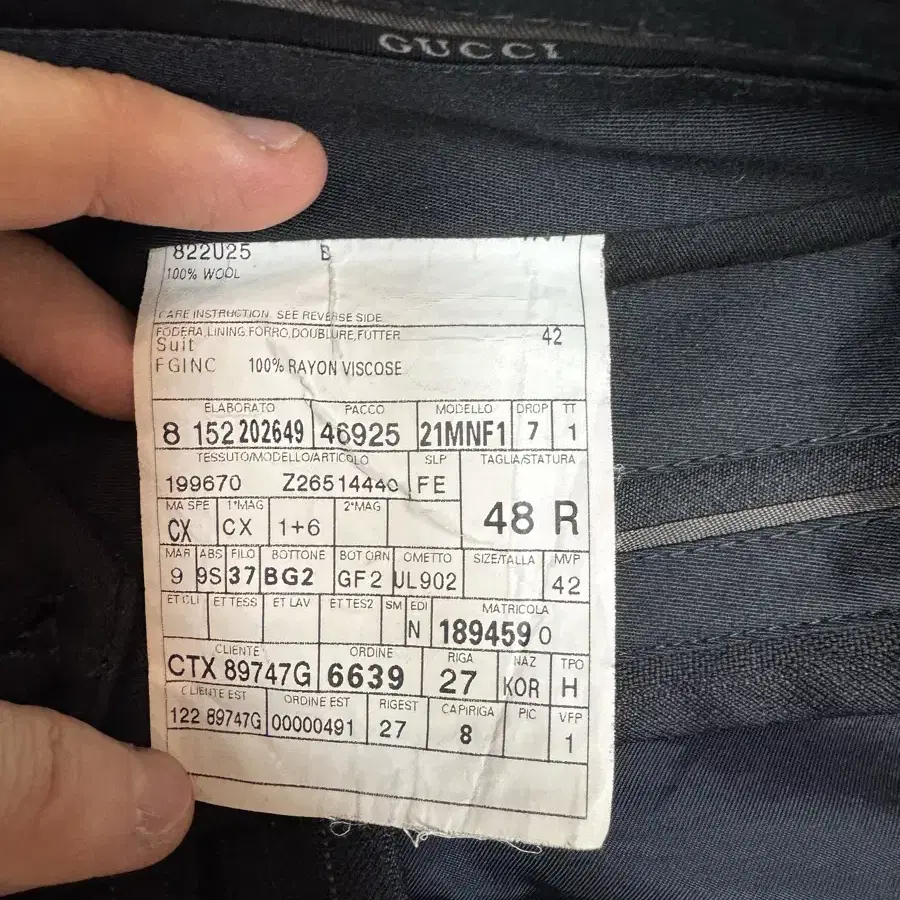 GUCCI
822U25 B
100% WOOL
CARE INSTRUCTION. SEE REVERSE SIDE
FODERA,LINING,FORRO,DOUBLURE,FUTTER 42
Suit
FGINC 100% RAYON VISCOSE
ELABORATO PACCO MODELLO DROP TT
8 152 202649 46925 21MNF1 7 1
TESSUTO/MODELLO/ARTICOLO SLP TAGLIA/STATURA
199670 Z26514440 FE
MA SPE 1°MAG 2°MAG
CX CX 1+6 48 R
MAR ABS FILO BOTTONE BOT ORN OMETTO SIZE/TALLA MVP
9 9S 37 BG2 GF2 UL902 42
ET CLI ET TESS ET LAV ET TES2 SM EDI MATRICOLA
N 189459 0
CLIENTE ORDINE RIGA NAZ TPO
CTX 89747G 6639 27 KOR H
CLIENTE EST ORDINE EST RIGEST CAPIRIGA PIC VFP
122 89747G 00000491 27 8 1